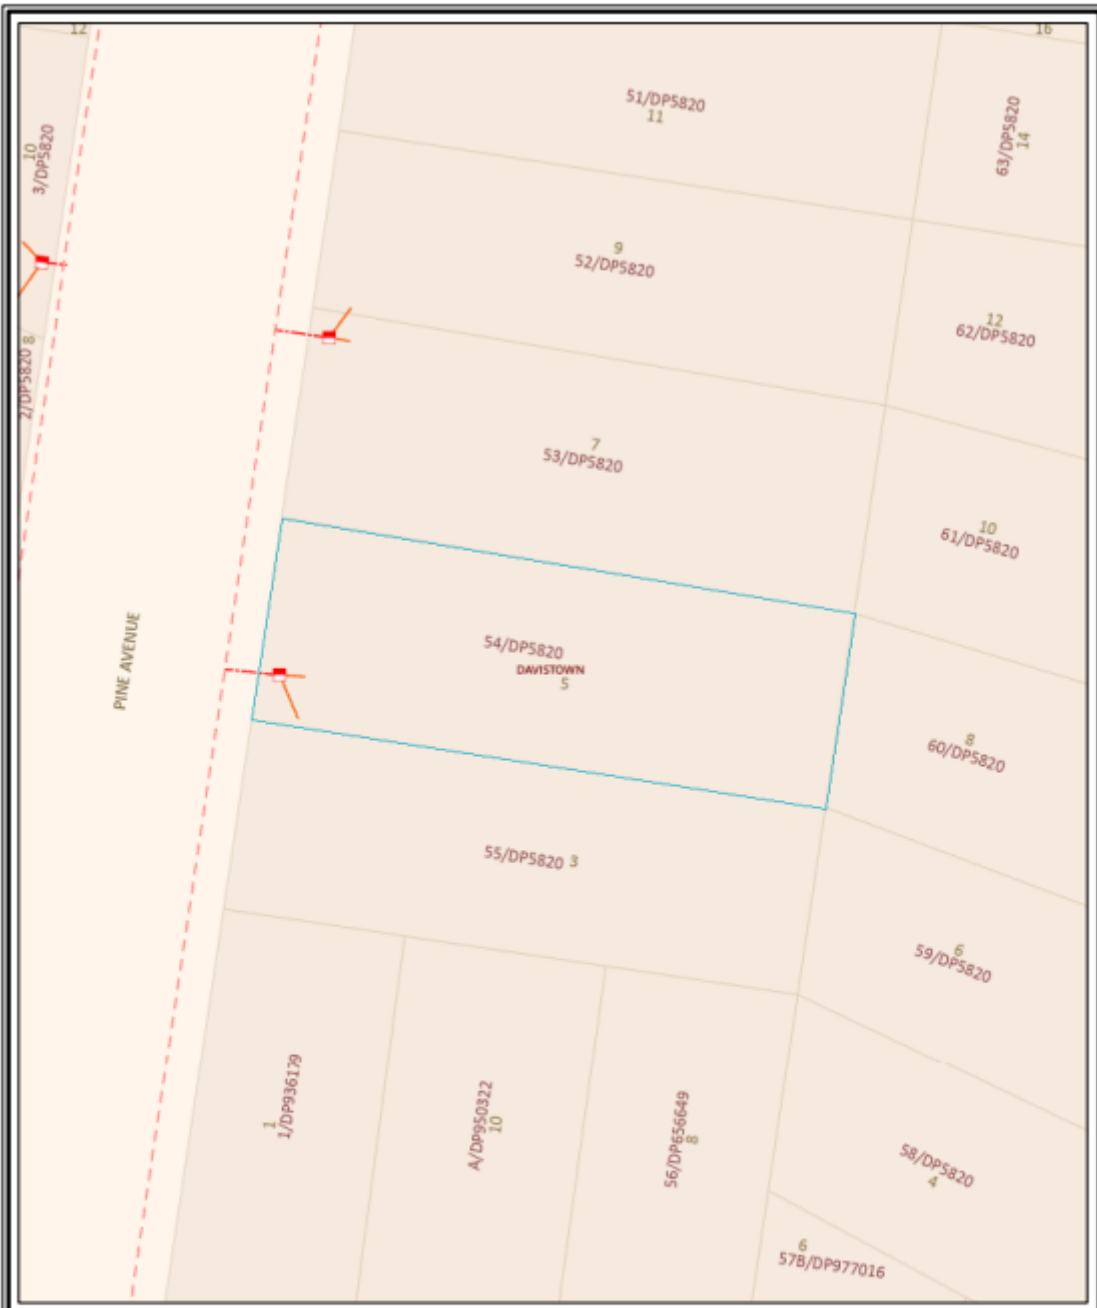 12
16
51/DP5820
11
10
3/DP5820
63/DP5820
14
9
52/DP5820
12
62/DP5820
8
2/DP5820
7
53/DP5820
10
61/DP5820
PINE AVENUE
54/DP5820
DAVISTOWN
5
8
60/DP5820
55/DP5820 3
6
59/DP5820
1
1/DP936179
A/DP950322
10
56/DP656649
8
58/DP5820
4
6
57B/DP977016